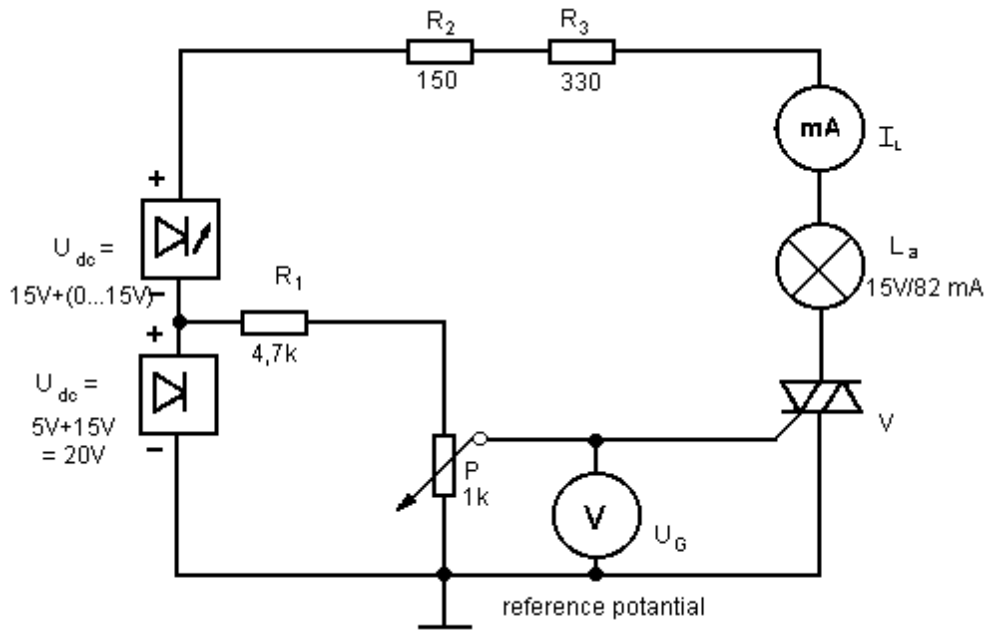 R2
R3
150
330
mA
IL
+
Udc =
15V+(0...15V)
−
R1
4,7k
La
15V/82 mA
+
Udc =
5V+15V
= 20V
−
V
P
1k
V
UG
reference potantial